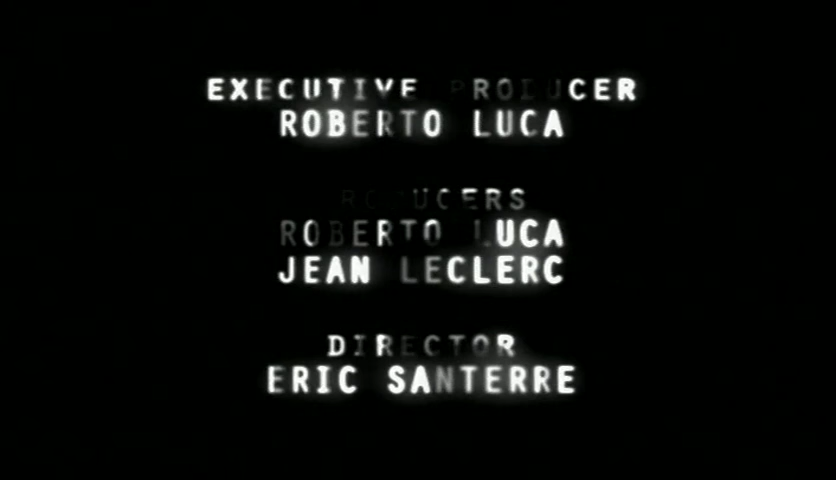 EXECUTIVE PRODUCER
ROBERTO LUCA
PRODUCERS
ROBERTO LUCA
JEAN LECLERC
DIRECTOR
ERIC SANTERRE